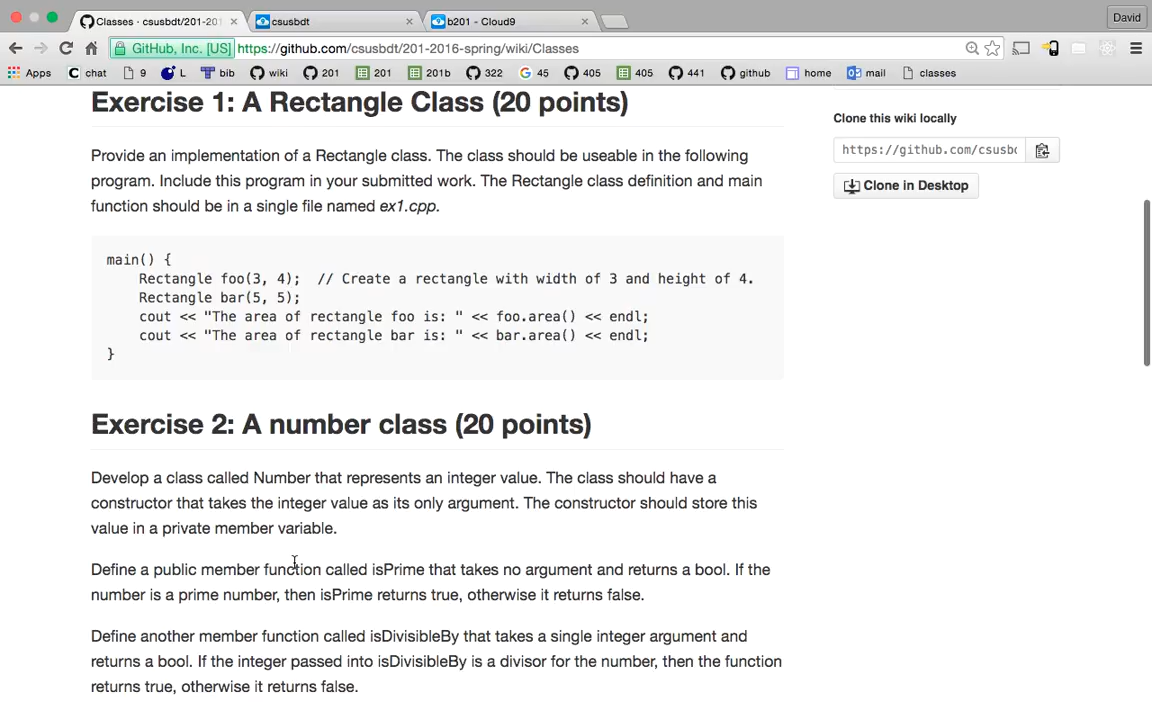 Classes · csusbdt/201-201
csusbdt
b201 - Cloud9
David
GitHub, Inc. [US] https://github.com/csusbdt/201-2016-spring/wiki/Classes
Apps chat 9 L bib wiki 201 201 201b 322 45 405 405 441 github home mail classes
Exercise 1: A Rectangle Class (20 points)
Clone this wiki locally
https://github.com/csusbd
Clone in Desktop
Provide an implementation of a Rectangle class. The class should be useable in the following
program. Include this program in your submitted work. The Rectangle class definition and main
function should be in a single file named ex1.cpp.
main() {
    Rectangle foo(3, 4);  // Create a rectangle with width of 3 and height of 4.
    Rectangle bar(5, 5);
    cout << "The area of rectangle foo is: " << foo.area() << endl;
    cout << "The area of rectangle bar is: " << bar.area() << endl;
}
Exercise 2: A number class (20 points)
Develop a class called Number that represents an integer value. The class should have a
constructor that takes the integer value as its only argument. The constructor should store this
value in a private member variable.
Define a public member function called isPrime that takes no argument and returns a bool. If the
number is a prime number, then isPrime returns true, otherwise it returns false.
Define another member function called isDivisibleBy that takes a single integer argument and
returns a bool. If the integer passed into isDivisibleBy is a divisor for the number, then the function
returns true, otherwise it returns false.